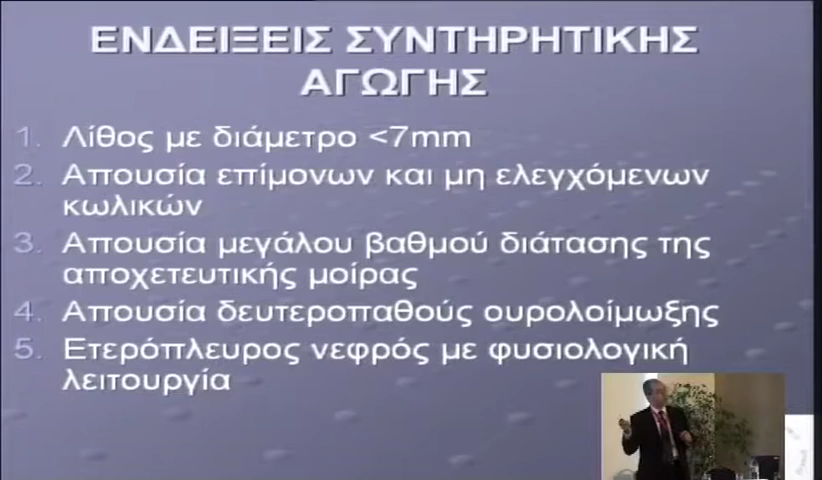 ΕΝΔΕΙΞΕΙΣ ΣΥΝΤΗΡΗΤΙΚΗΣ
ΑΓΩΓΗΣ
1. Λίθος με διάμετρο <7mm
2. Απουσία επίμονων και μη ελεγχόμενων
κωλικών
3. Απουσία μεγάλου βαθμού διάτασης της
αποχετευτικής μοίρας
4. Απουσία δευτεροπαθούς ουρολοίμωξης
5. Ετερόπλευρος νεφρός με φυσιολογική
λειτουργία